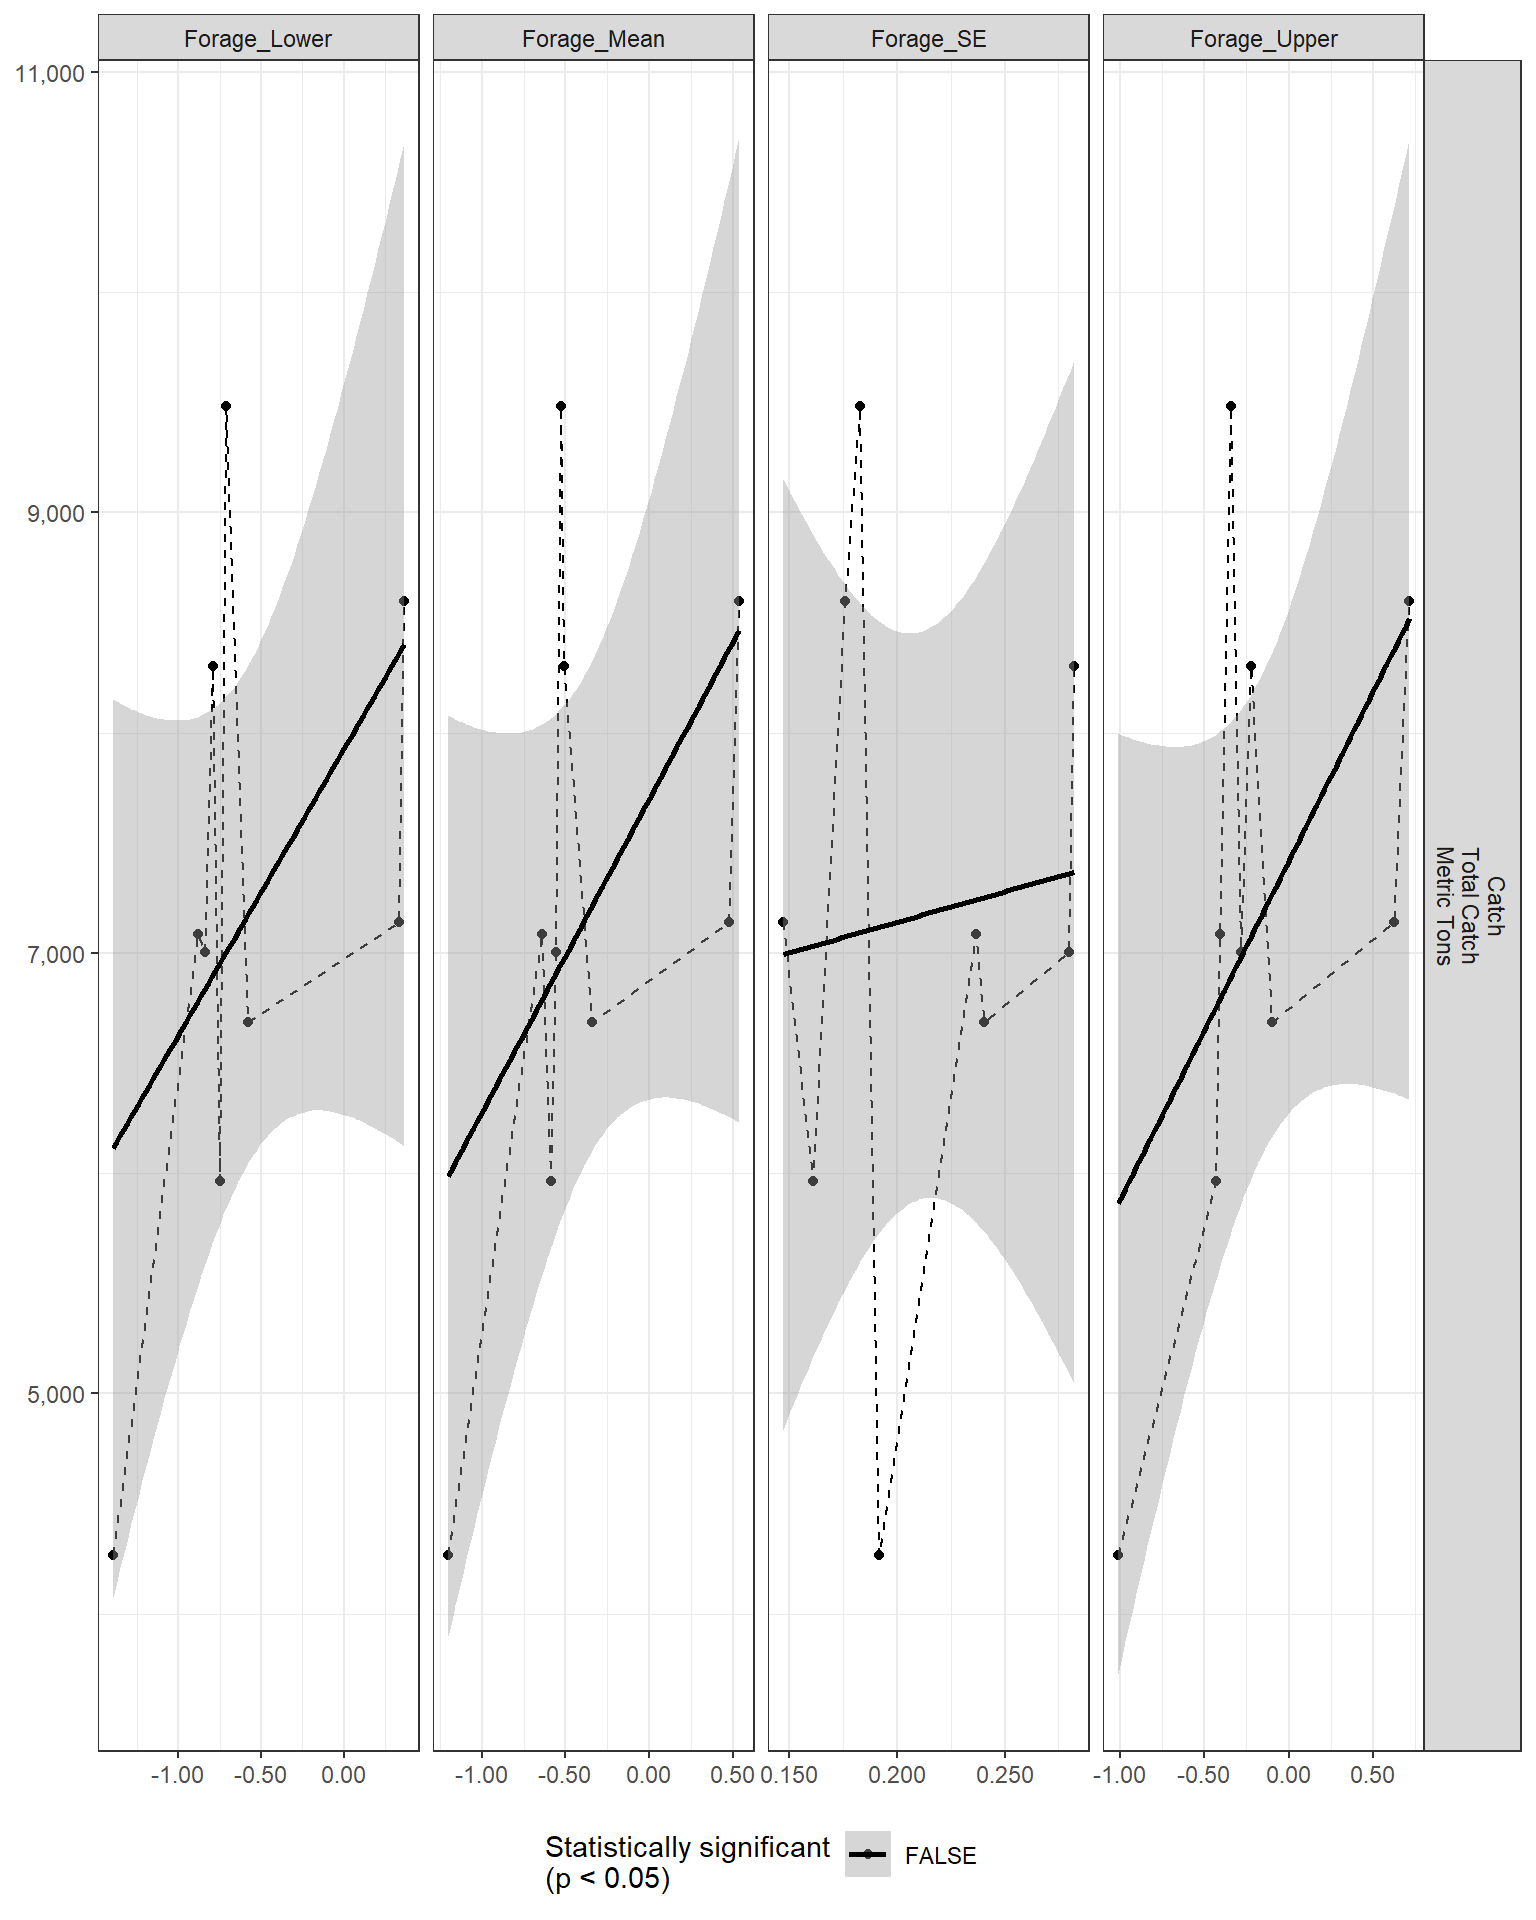 Forage_Lower
Forage_Mean
Forage_SE
Forage_Upper
11,000
9,000
7,000
5,000
Catch
Total Catch
Metric Tons
-1.00
-0.50
0.00
-1.00
-0.50
0.00
0.50
0.150
0.200
0.250
-1.00
-0.50
0.00
0.50
Statistically significant
(p < 0.05)
FALSE